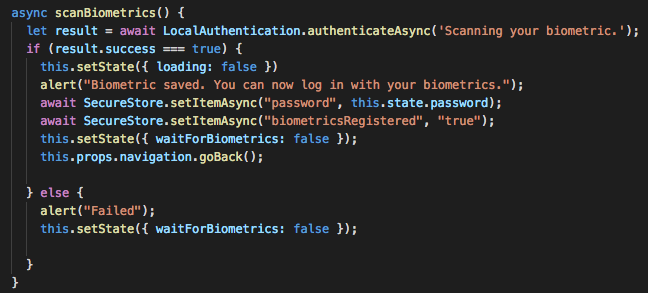 async scanBiometrics() {
let result = await LocalAuthentication.authenticateAsync('Scanning your biometric.');
if (result.success === true) {
this.setState({ loading: false })
alert("Biometric saved. You can now log in with your biometrics.");
await SecureStore.setItemAsync("password", this.state.password);
await SecureStore.setItemAsync("biometricsRegistered", "true");
this.setState({ waitForBiometrics: false });
this.props.navigation.goBack();
} else {
alert("Failed");
this.setState({ waitForBiometrics: false });
}
}